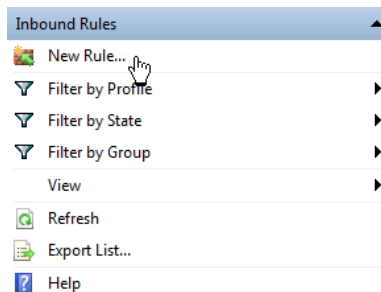 Inbound Rules
New Rule...
Filter by Profile
Filter by State
Filter by Group
View
Refresh
Export List...
Help